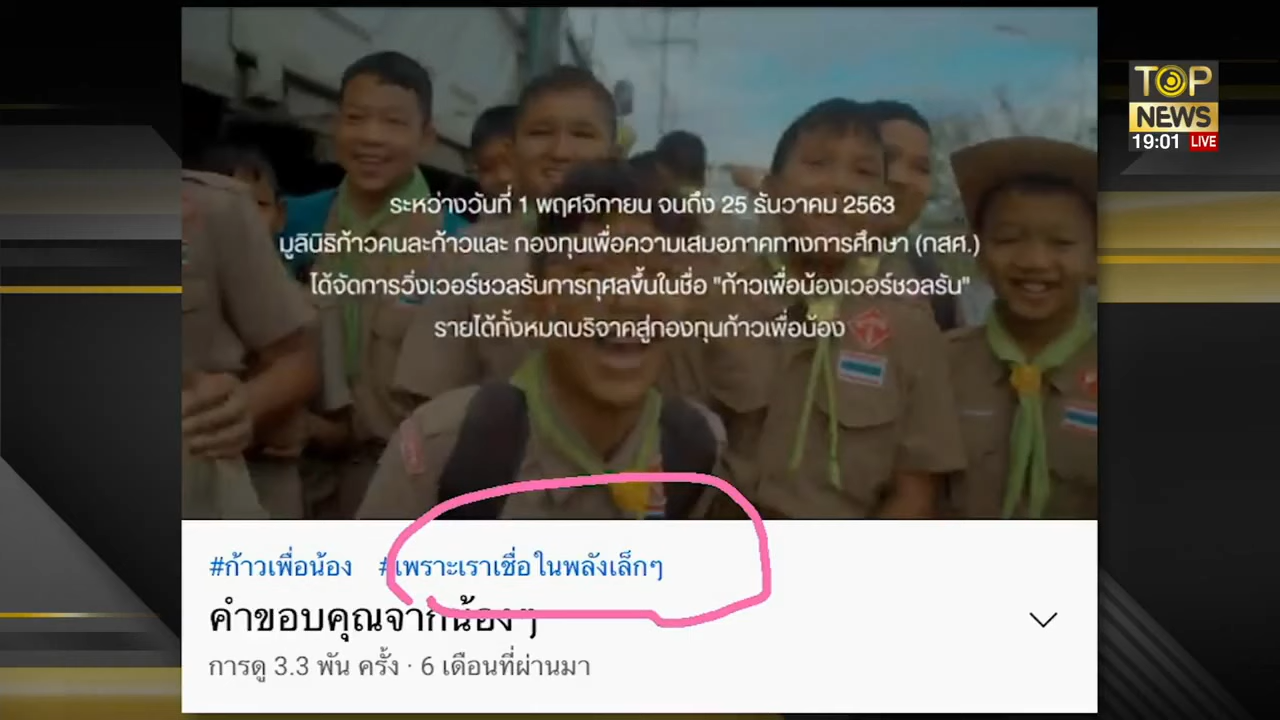 TOP
NEWS
19:01 LIVE
ระหว่างวันที่ 1 พฤศจิกายน จนถึง 25 ธันวาคม 2563
มูลินิธิก้าวคนละก้าวและ กองทุนเพื่อความเสมอภาคทางการศึกษา (กสศ.)
ได้จัดการวิ่งเวอร์ชวลรันการกุศลขึ้นในชื่อ "ก้าวเพื่อน้องเวอร์ชวลรัน"
รายได้ทั้งหมดบริจาคสู่กองทุนก้าวเพื่อน้อง
#ก้าวเพื่อน้อง #เพราะเราเชื่อในพลังเล็กๆ
คำขอบคุณจากน้องๆ
การดู 3.3 พัน ครั้ง · 6 เดือนที่ผ่านมา